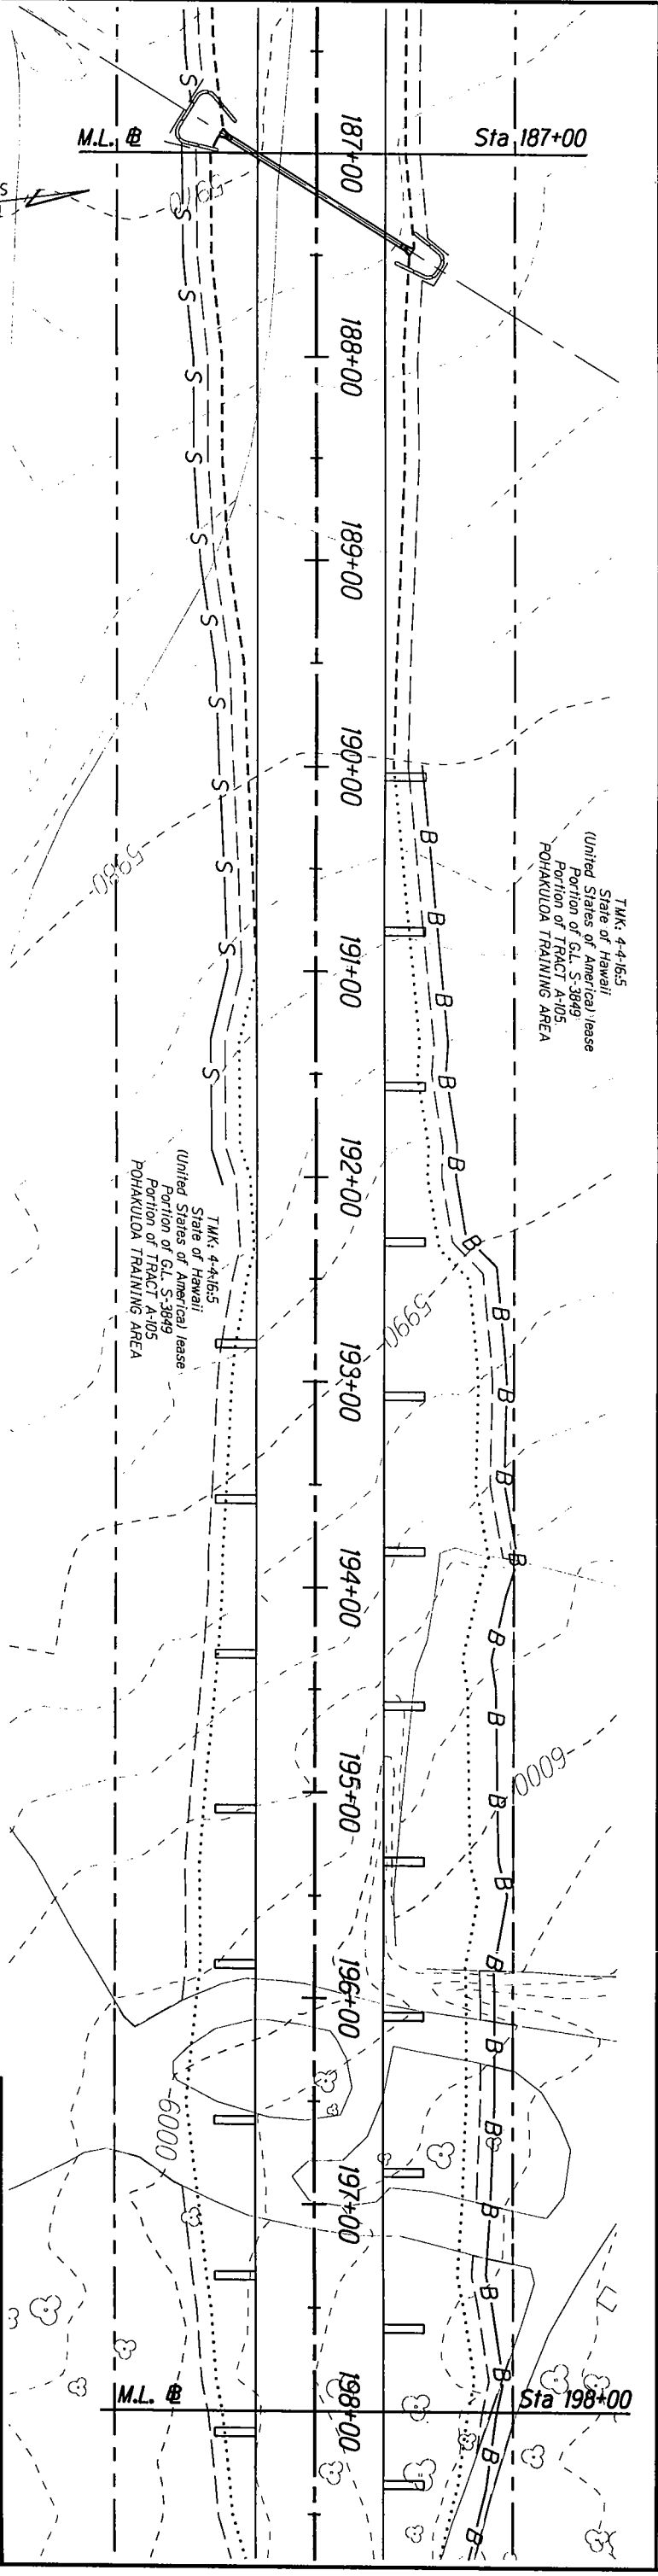 S
M.L. ⅊
Sta 187+00
187+00
S
5970
S
S
188+00
S
S
189+00
S
S
S
190+00
S
5980
B
S
TMK: 4-4-16:5
State of Hawaii
(United States of America) lease
Portion of G.L. S-3849
Portion of TRACT A-105
POHAKULOA TRAINING AREA
B
S
191+00
B
S
B
192+00
B
TMK: 4-4-16:5
State of Hawaii
(United States of America) lease
Portion of G.L. S-3849
Portion of TRACT A-105
POHAKULOA TRAINING AREA
B
5990
B
193+00
B
B
B
194+00
B
B
6000
195+00
B
B
B
196+00
B
B
6000
197+00
B
B
B
M.L. ⅊
Sta 198+00
198+00
B
B